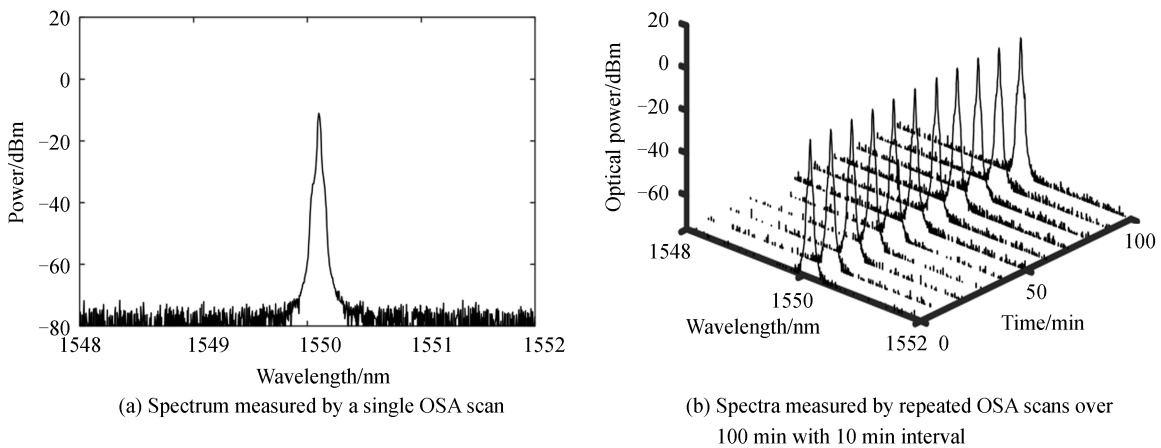 20
0
−20
−40
−60
−80
Power/dBm
1548
1549
1550
1551
1552
Wavelength/nm
(a) Spectrum measured by a single OSA scan
20
0
−20
−40
−60
Optical power/dBm
1548
1550
1552
Wavelength/nm
0
50
100
Time/min
(b) Spectra measured by repeated OSA scans over
100 min with 10 min interval